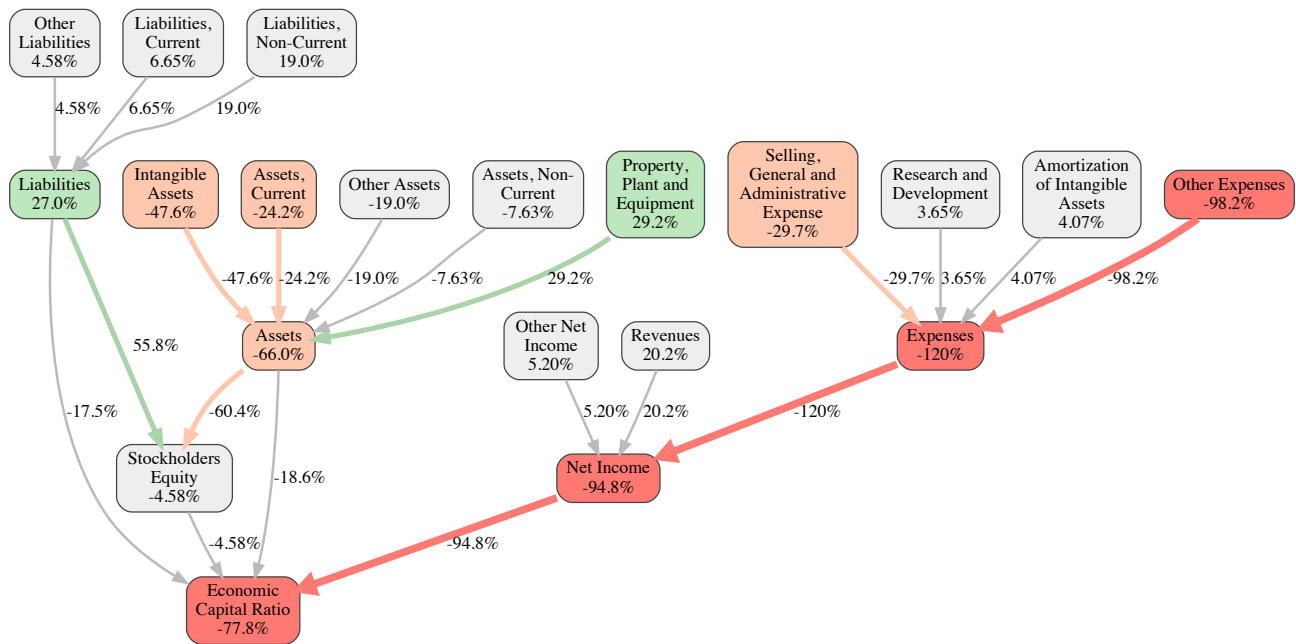 Other
Liabilities
4.58%
Liabilities,
Current
6.65%
Liabilities,
Non-Current
19.0%
4.58%
6.65%
19.0%
Liabilities
27.0%
Intangible
Assets
-47.6%
Assets,
Current
-24.2%
Other Assets
-19.0%
Assets, Non-
Current
-7.63%
Property,
Plant and
Equipment
29.2%
Selling,
General and
Administrative
Expense
-29.7%
Research and
Development
3.65%
Amortization
of Intangible
Assets
4.07%
Other Expenses
-98.2%
-47.6%
-24.2%
-19.0%
-7.63%
29.2%
-29.7%
3.65%
4.07%
-98.2%
55.8%
Assets
-66.0%
Other Net
Income
5.20%
Revenues
20.2%
Expenses
-120%
-17.5%
-60.4%
5.20%
20.2%
-120%
Stockholders
Equity
-4.58%
-18.6%
Net Income
-94.8%
-4.58%
-94.8%
Economic
Capital Ratio
-77.8%